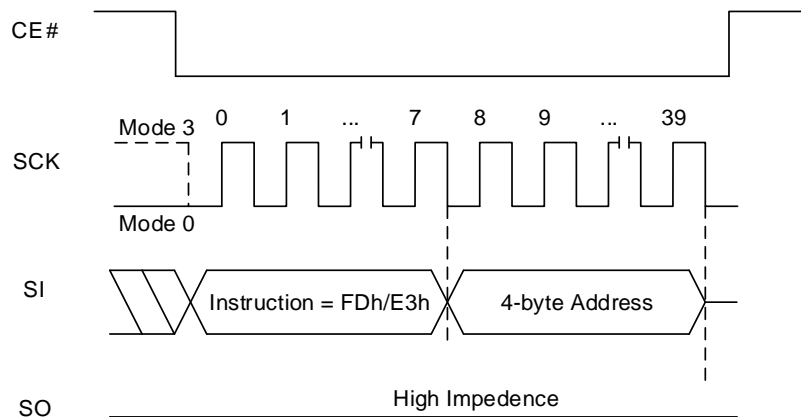 CE#
0 1 ... 7 8 9 ... 39
Mode 3
SCK
Mode 0
SI
Instruction = FDh/E3h
4-byte Address
High Impedence
SO